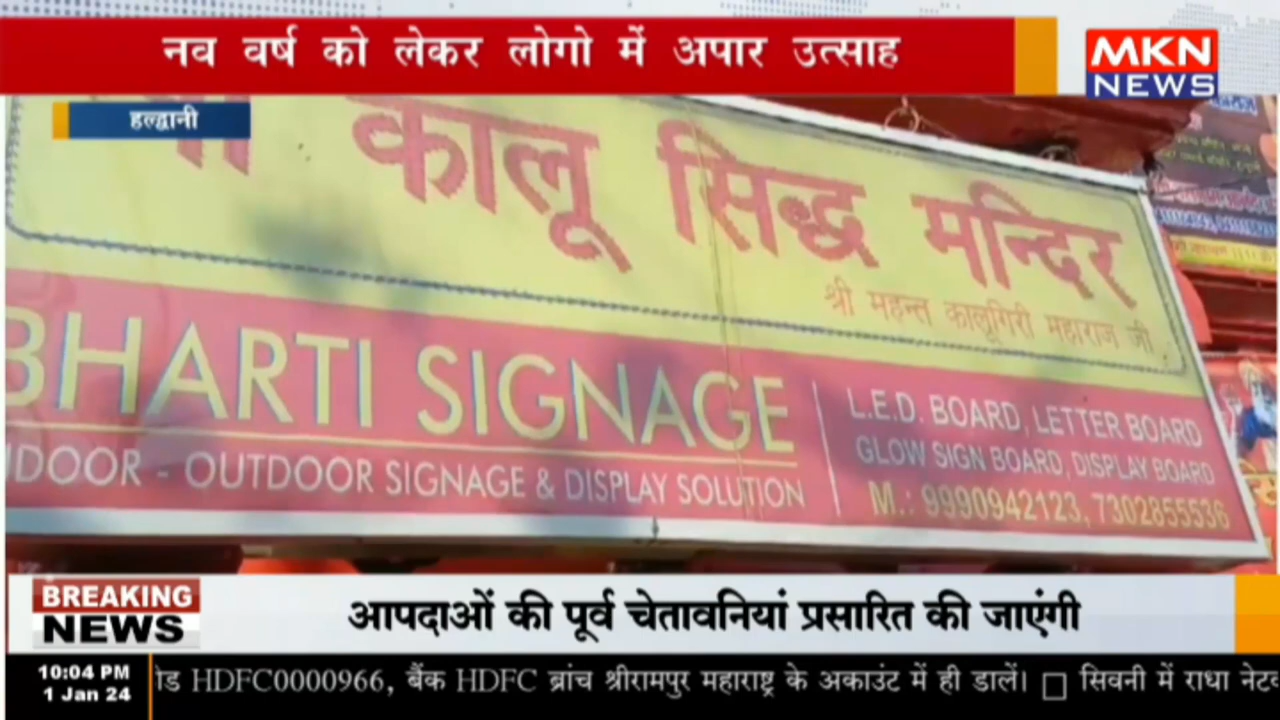 नव वर्ष को लेकर लोगो में अपार उत्साह
MKN
NEWS
हल्द्वानी
कालू सिद्ध मन्दिर
श्री महन्त कालूगिरी महाराज जी
BHARTI SIGNAGE
L.E.D. BOARD, LETTER BOARD
GLOW SIGN BOARD, DISPLAY BOARD
M.: 9990942123, 7302855536
DOOR - OUTDOOR SIGNAGE & DISPLAY SOLUTION
BREAKING
NEWS
आपदाओं की पूर्व चेतावनियां प्रसारित की जाएंगी
10:04 PM
1 Jan 24
ोड HDFC0000966, बैंक HDFC ब्रांच श्रीरामपुर महाराष्ट्र के अकाउंट में ही डालें। □ सिवनी में राधा नेट